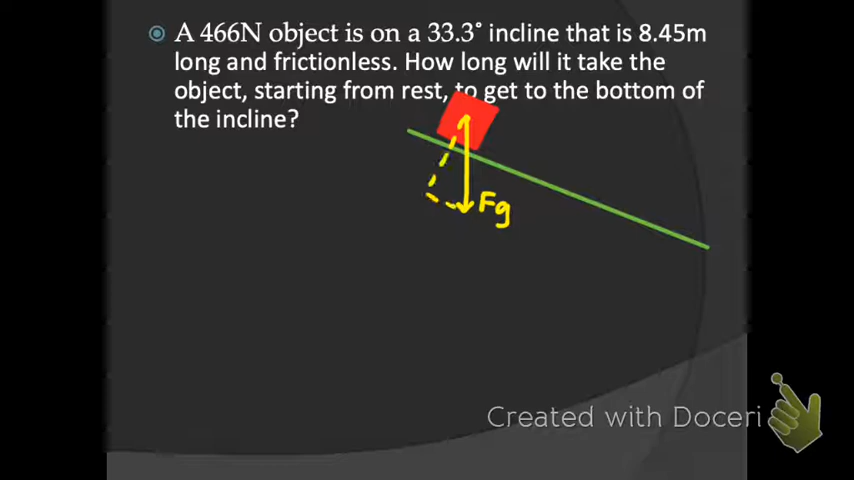 A 466N object is on a 33.3° incline that is 8.45m
long and frictionless. How long will it take the
object, starting from rest, to get to the bottom of
the incline?
Fg
Created with Doceri